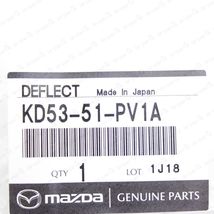 DEFLECT Made In Japan
KD53-51-PV1A
QTY 1 LOT 1J18
mazda GENUINE PARTS